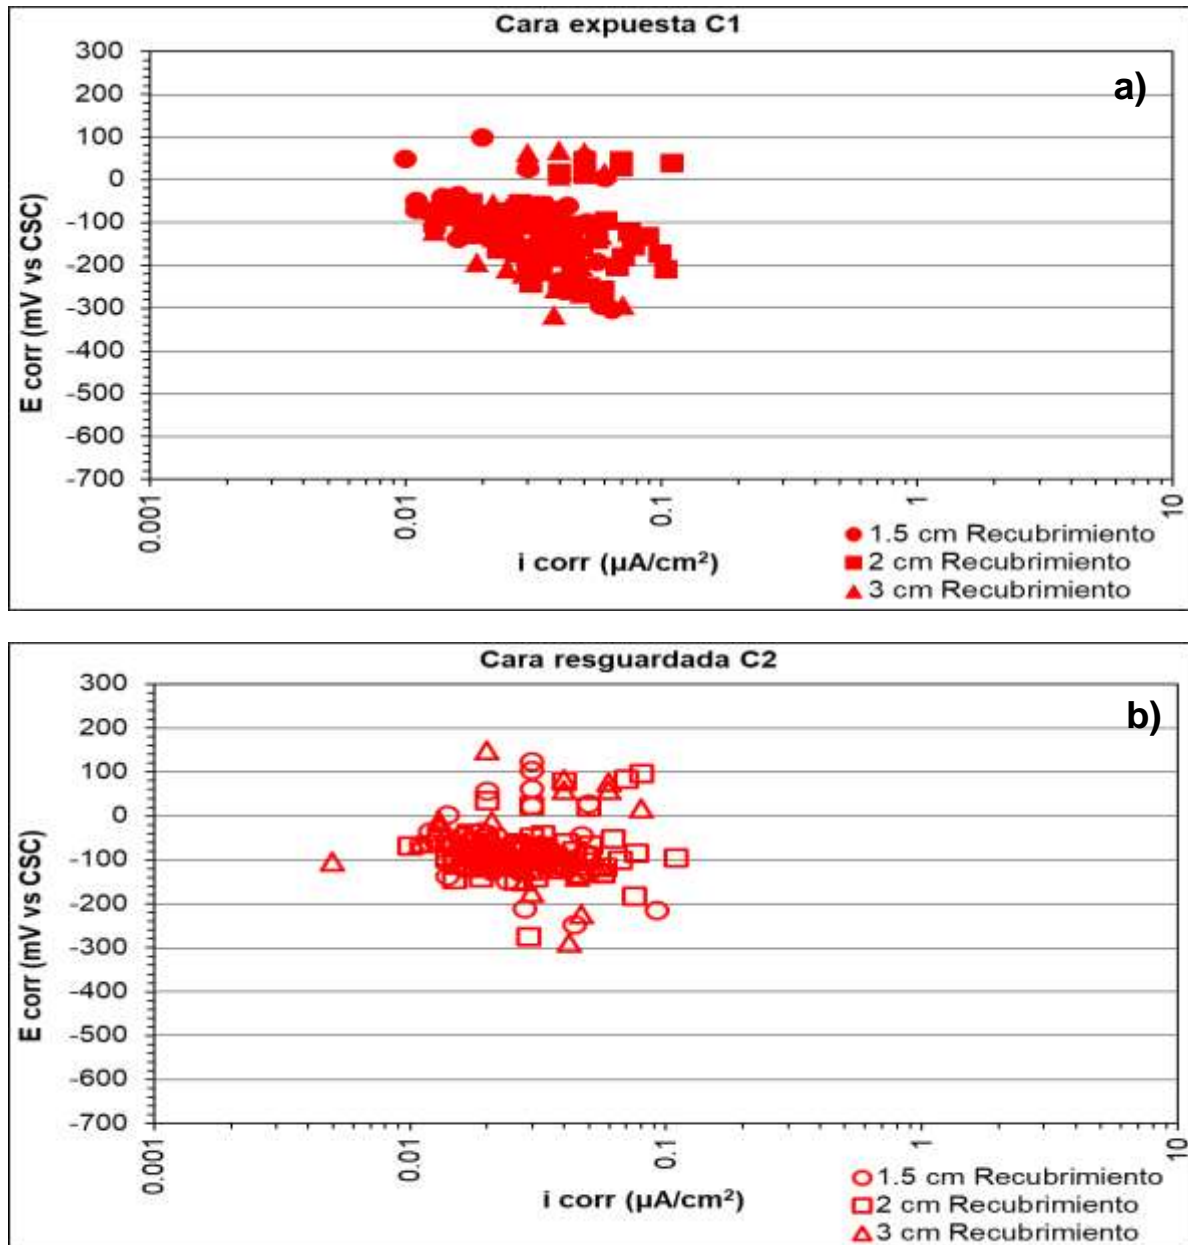 Cara expuesta C1
a)
300
200
100
0
-100
-200
-300
-400
-500
-600
-700
E corr (mV vs CSC)
0.001
0.01
0.1
1
10
i corr (µA/cm²)
1.5 cm Recubrimiento
2 cm Recubrimiento
3 cm Recubrimiento
Cara resguardada C2
b)
300
200
100
0
-100
-200
-300
-400
-500
-600
-700
E corr (mV vs CSC)
0.001
0.01
0.1
1
10
i corr (µA/cm²)
1.5 cm Recubrimiento
2 cm Recubrimiento
3 cm Recubrimiento